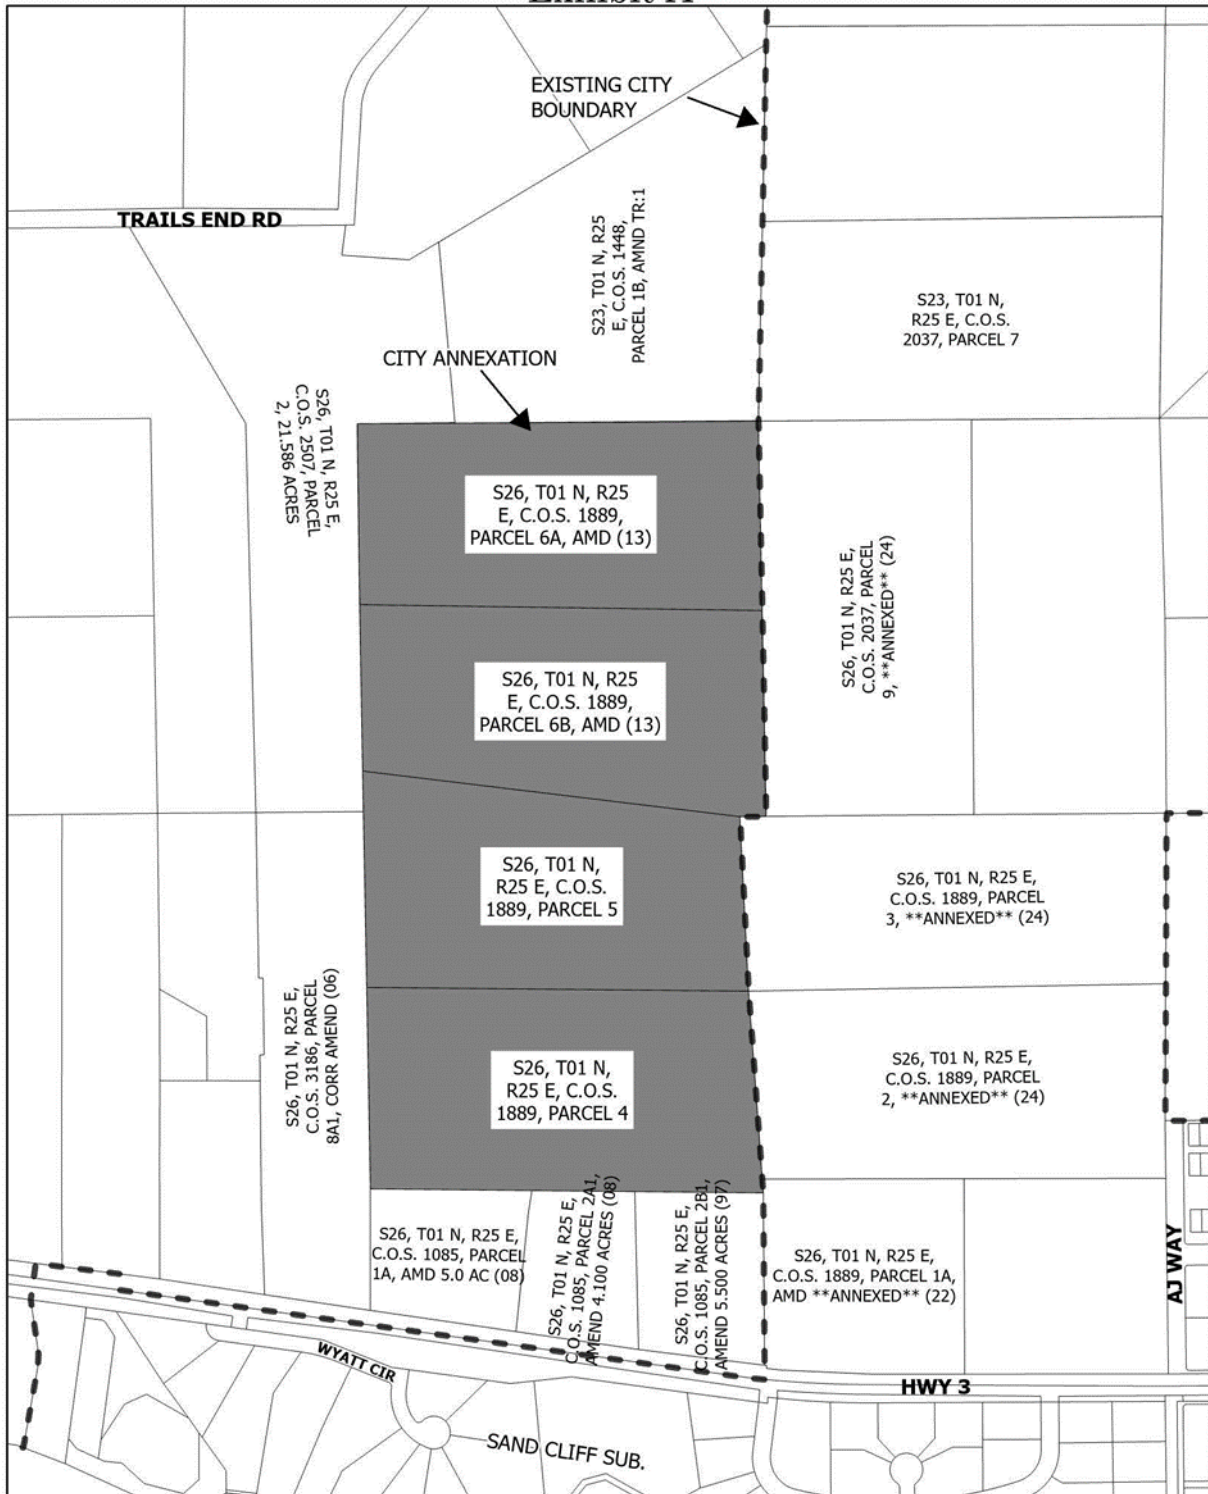 EXISTING CITY
BOUNDARY
TRAILS END RD
S23, T01 N, R25
E, C.O.S. 1448,
PARCEL 1B, AMND TR:1
S23, T01 N,
R25 E, C.O.S.
2037, PARCEL 7
CITY ANNEXATION
S26, T01 N, R25 E,
C.O.S. 2507, PARCEL
2, 21.586 ACRES
S26, T01 N, R25
E, C.O.S. 1889,
PARCEL 6A, AMD (13)
S26, T01 N, R25 E,
C.O.S. 2037, PARCEL
9, **ANNEXED** (24)
S26, T01 N, R25
E, C.O.S. 1889,
PARCEL 6B, AMD (13)
S26, T01 N,
R25 E, C.O.S.
1889, PARCEL 5
S26, T01 N, R25 E,
C.O.S. 1889, PARCEL
3, **ANNEXED** (24)
S26, T01 N, R25 E,
C.O.S. 3186, PARCEL
8A1, CORR AMEND (06)
S26, T01 N,
R25 E, C.O.S.
1889, PARCEL 4
S26, T01 N, R25 E,
C.O.S. 1889, PARCEL
2, **ANNEXED** (24)
S26, T01 N, R25 E,
C.O.S. 1085, PARCEL
1A, AMD 5.0 AC (08)
S26, T01 N, R25 E,
C.O.S. 1085, PARCEL 2A1,
AMEND 4.100 ACRES (08)
S26, T01 N, R25 E,
C.O.S. 1085, PARCEL 2B1,
AMEND 5.500 ACRES (97)
S26, T01 N, R25 E,
C.O.S. 1889, PARCEL 1A,
AMD **ANNEXED** (22)
AJ WAY
WYATT CIR
HWY 3
SAND CLIFF SUB.